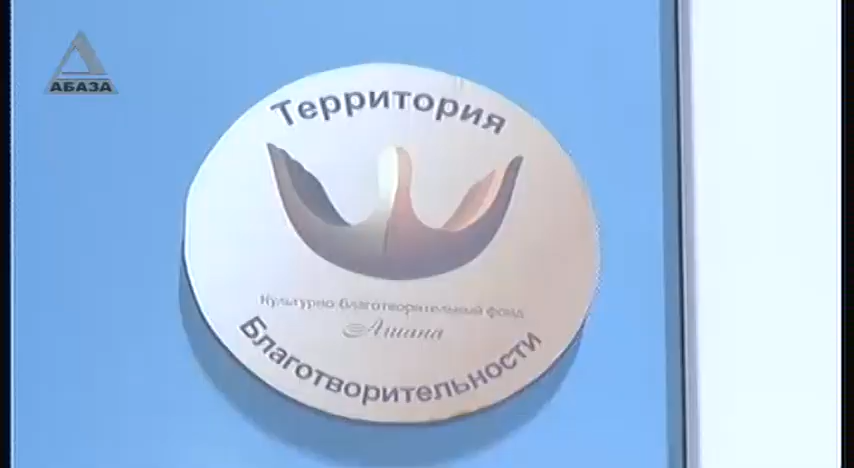 АБАЗА
Территория
Культурно благотворительный фонд
Ашана
Благотворительности